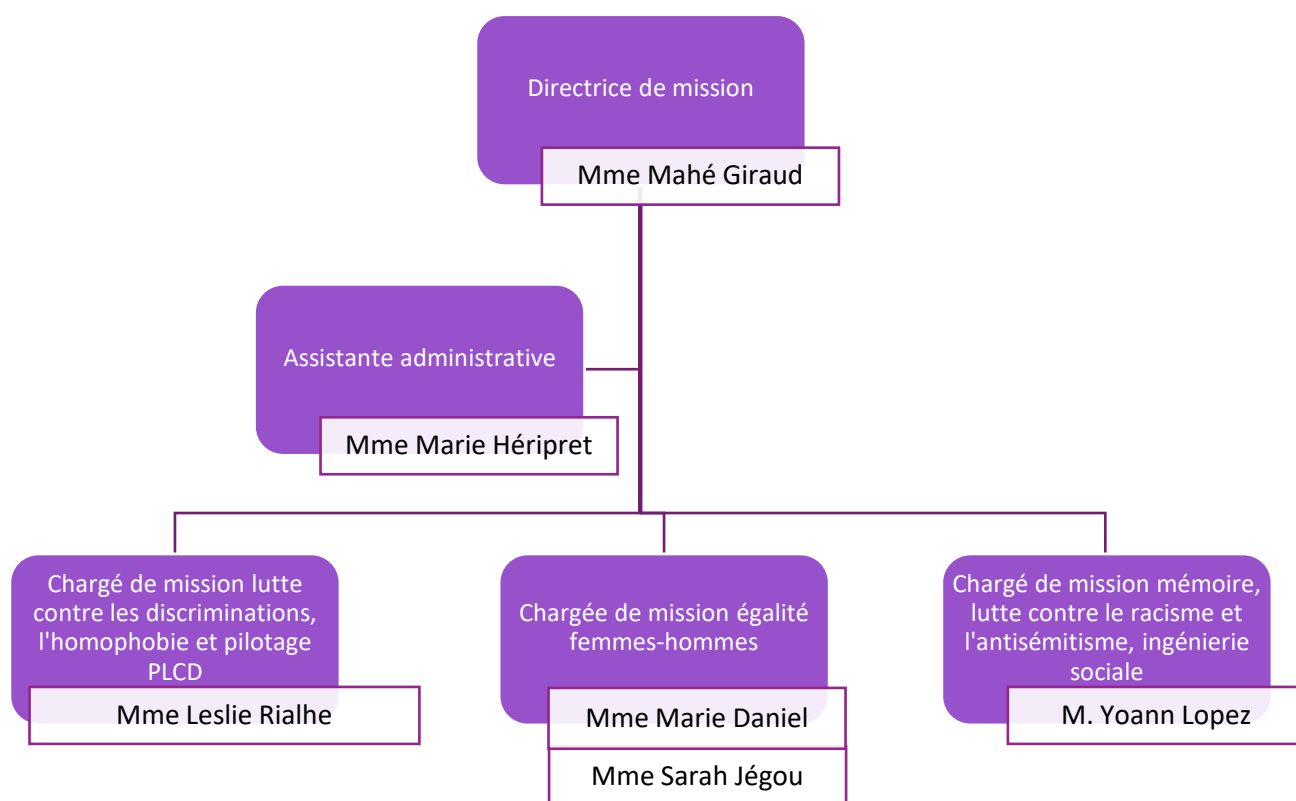 Directrice de mission
Mme Mahé Giraud
Assistante administrative
Mme Marie Héripret
Chargé de mission lutte
contre les discriminations,
l'homophobie et pilotage
PLCD
Mme Leslie Rialhe
Chargée de mission égalité
femmes-hommes
Mme Marie Daniel
Mme Sarah Jégou
Chargé de mission mémoire,
lutte contre le racisme et
l'antisémitisme, ingénierie
sociale
M. Yoann Lopez